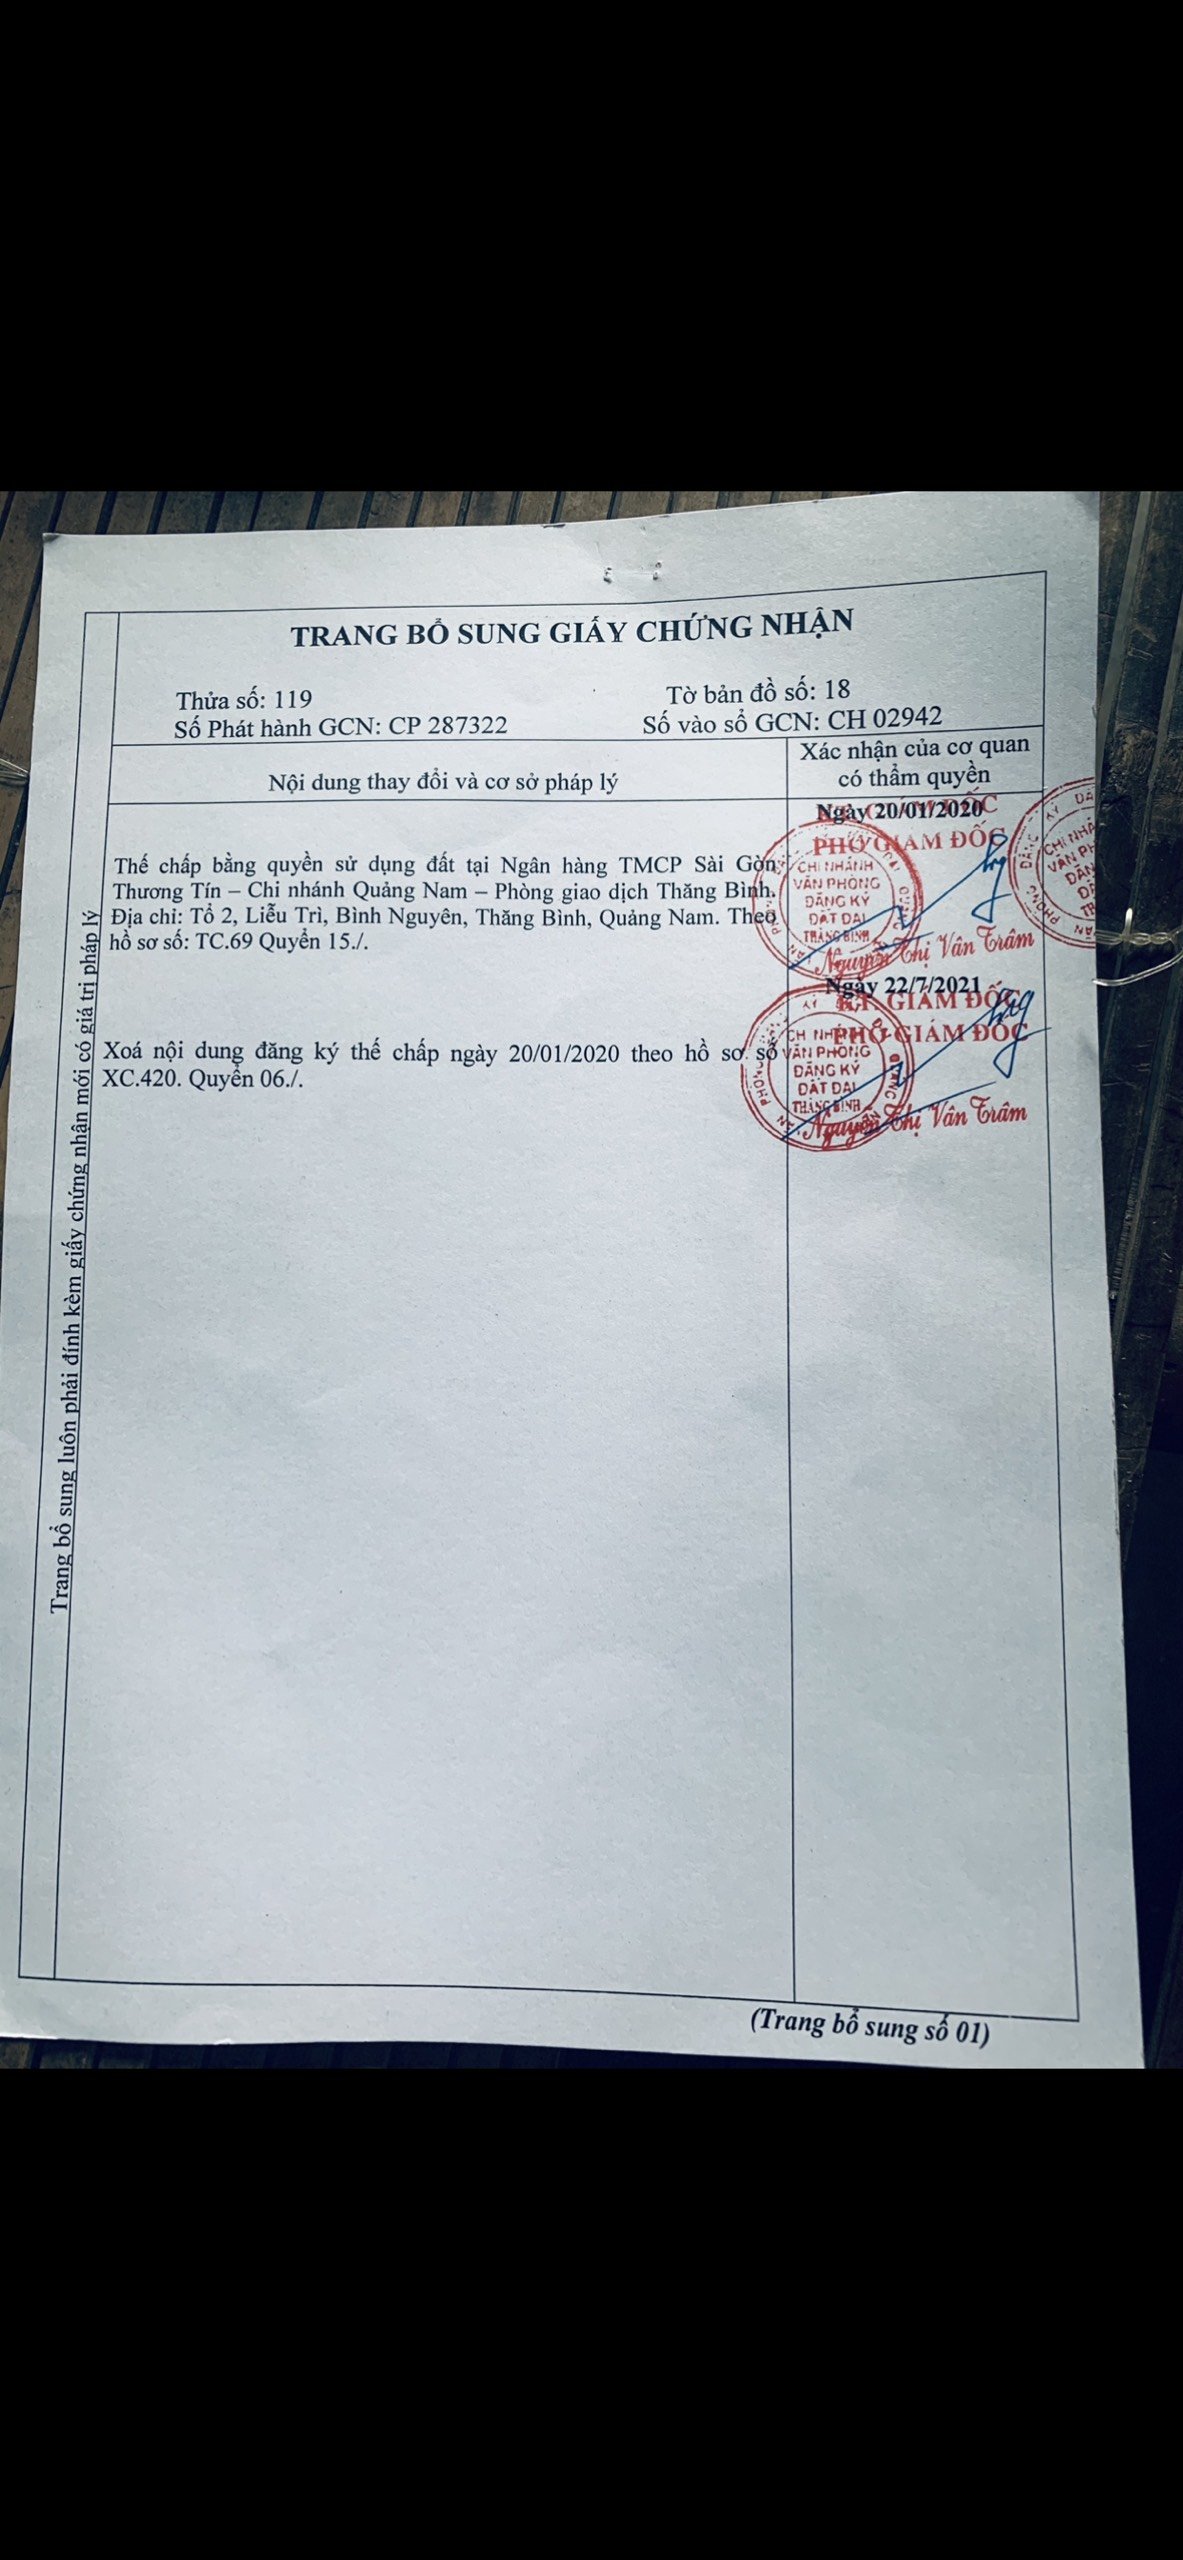 TRANG BỔ SUNG GIẤY CHỨNG NHẬN
Thửa số: 119
Tờ bản đồ số: 18
Số Phát hành GCN: CP 287322
Số vào sổ GCN: CH 02942
Nội dung thay đổi và cơ sở pháp lý
Xác nhận của cơ quan
có thẩm quyền
Thế chấp bằng quyền sử dụng đất tại Ngân hàng TMCP Sài Gòn
Thương Tín – Chi nhánh Quảng Nam – Phòng giao dịch Thăng Bình.
Địa chỉ: Tổ 2, Liễu Trì, Bình Nguyên, Thăng Bình, Quảng Nam. Theo
hồ sơ số: TC.69 Quyển 15./.
Ngày 20/01/2020
GIÁM ĐỐC
PHÓ GIÁM ĐỐC
CHI NHÁNH
VĂN PHÒNG
ĐĂNG KÝ
ĐẤT ĐAI
THĂNG BÌNH
Nguyễn Thị Vân Trâm
Xoá nội dung đăng ký thế chấp ngày 20/01/2020 theo hồ sơ số
XC.420. Quyển 06./.
Ngày 22/7/2021
K.T. GIÁM ĐỐC
PHÓ GIÁM ĐỐC
CHI NHÁNH
VĂN PHÒNG
ĐĂNG KÝ
ĐẤT ĐAI
THĂNG BÌNH
Nguyễn Thị Vân Trâm
Trang bổ sung luôn phải đính kèm giấy chứng nhận mới có giá trị pháp lý
(Trang bổ sung số 01)